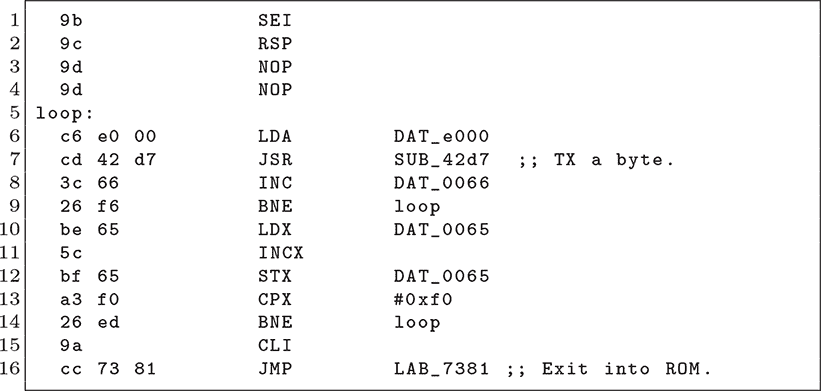 1 9b SEI
2 9c RSP
3 9d NOP
4 9d NOP
5 loop:
6 c6 e0 00 LDA DAT_e000
7 cd 42 d7 JSR SUB_42d7 ;; TX a byte.
8 3c 66 INC DAT_0066
9 26 f6 BNE loop
10 be 65 LDX DAT_0065
11 5c INCX
12 bf 65 STX DAT_0065
13 a3 f0 CPX #0xf0
14 26 ed BNE loop
15 9a CLI
16 cc 73 81 JMP LAB_7381 ;; Exit into ROM.